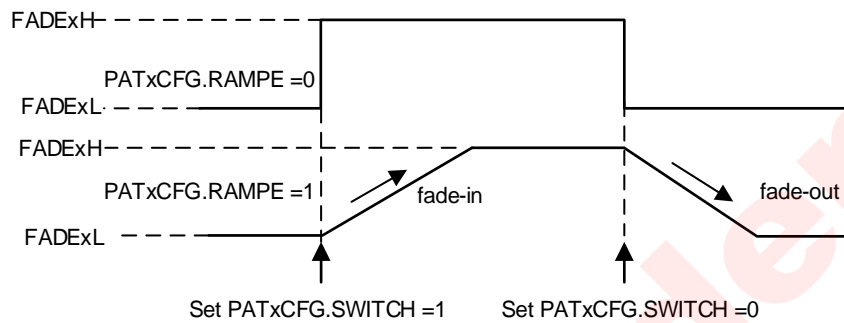 FADExH
PATxCFG.RAMPE =0
FADExL
FADExH
PATxCFG.RAMPE =1
fade-in
fade-out
FADExL
Set PATxCFG.SWITCH =1
Set PATxCFG.SWITCH =0